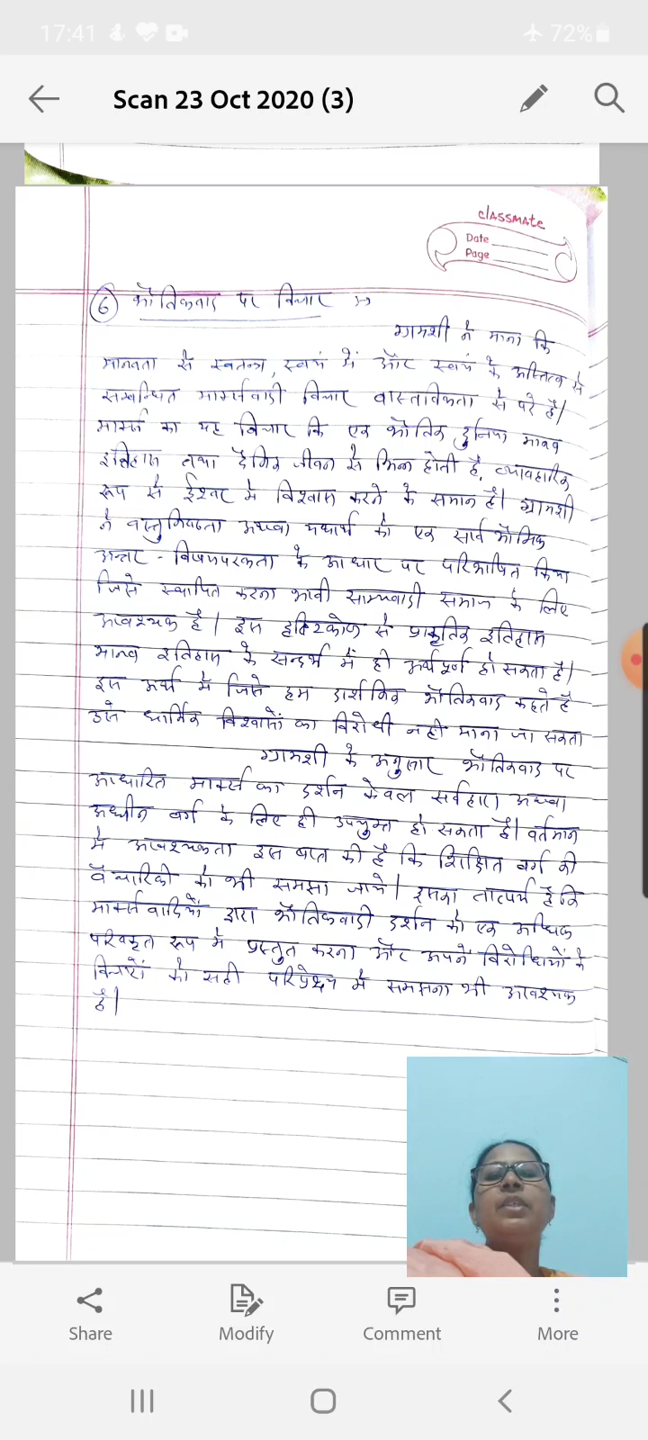 17:41
72%
Scan 23 Oct 2020 (3)
classmate
Date
Page
6 भौतिकवाद पर विचार :→
ग्रामशी ने माना कि
मानवता से स्वतन्त्र, स्वयं में और स्वयं के अस्तित्व से
सम्बन्धित मार्क्सवादी विचार वास्तविकता से परे है।
मार्क्स का यह विचार कि एक भौतिक दुनिया मानव
इतिहास तथा दैनिक जीवन से भिन्न होती है, व्यावहारिक
रूप से ईश्वर में विश्वास करने के समान है। ग्रामशी
ने वस्तुनिष्ठता अथवा यथार्थ को एक सार्वभौमिक
अन्तर - विषयपरकता के आधार पर परिभाषित किया
जिसे स्थापित करना भावी साम्यवादी समाज के लिए
आवश्यक है। इस दृष्टिकोण से प्राकृतिक इतिहास
मानव इतिहास के सन्दर्भ में ही अर्थपूर्ण हो सकता है।
इस अर्थ में जिसे हम दार्शनिक भौतिकवाद कहते है
उसे धार्मिक विश्वासों का विरोधी नही माना जा सकता
ग्रामशी के अनुसार भौतिकवाद पर
आधारित मार्क्स का दर्शन केवल सर्वहारा अथवा
अधीन वर्ग के लिए ही उपयुक्त हो सकता है। वर्तमान
में आवश्यकता इस बात की है कि शिक्षित वर्ग की
वैचारिकी को भी समझा जाये। इसका तात्पर्य है कि
मार्क्सवादियों द्वारा भौतिकवादी दर्शन को एक अधिक
परिष्कृत रूप में प्रस्तुत करना और अपने विरोधियों के
विचारों को सही परिप्रेक्ष्य में समझना भी आवश्यक
है।
Share
Modify
Comment
More